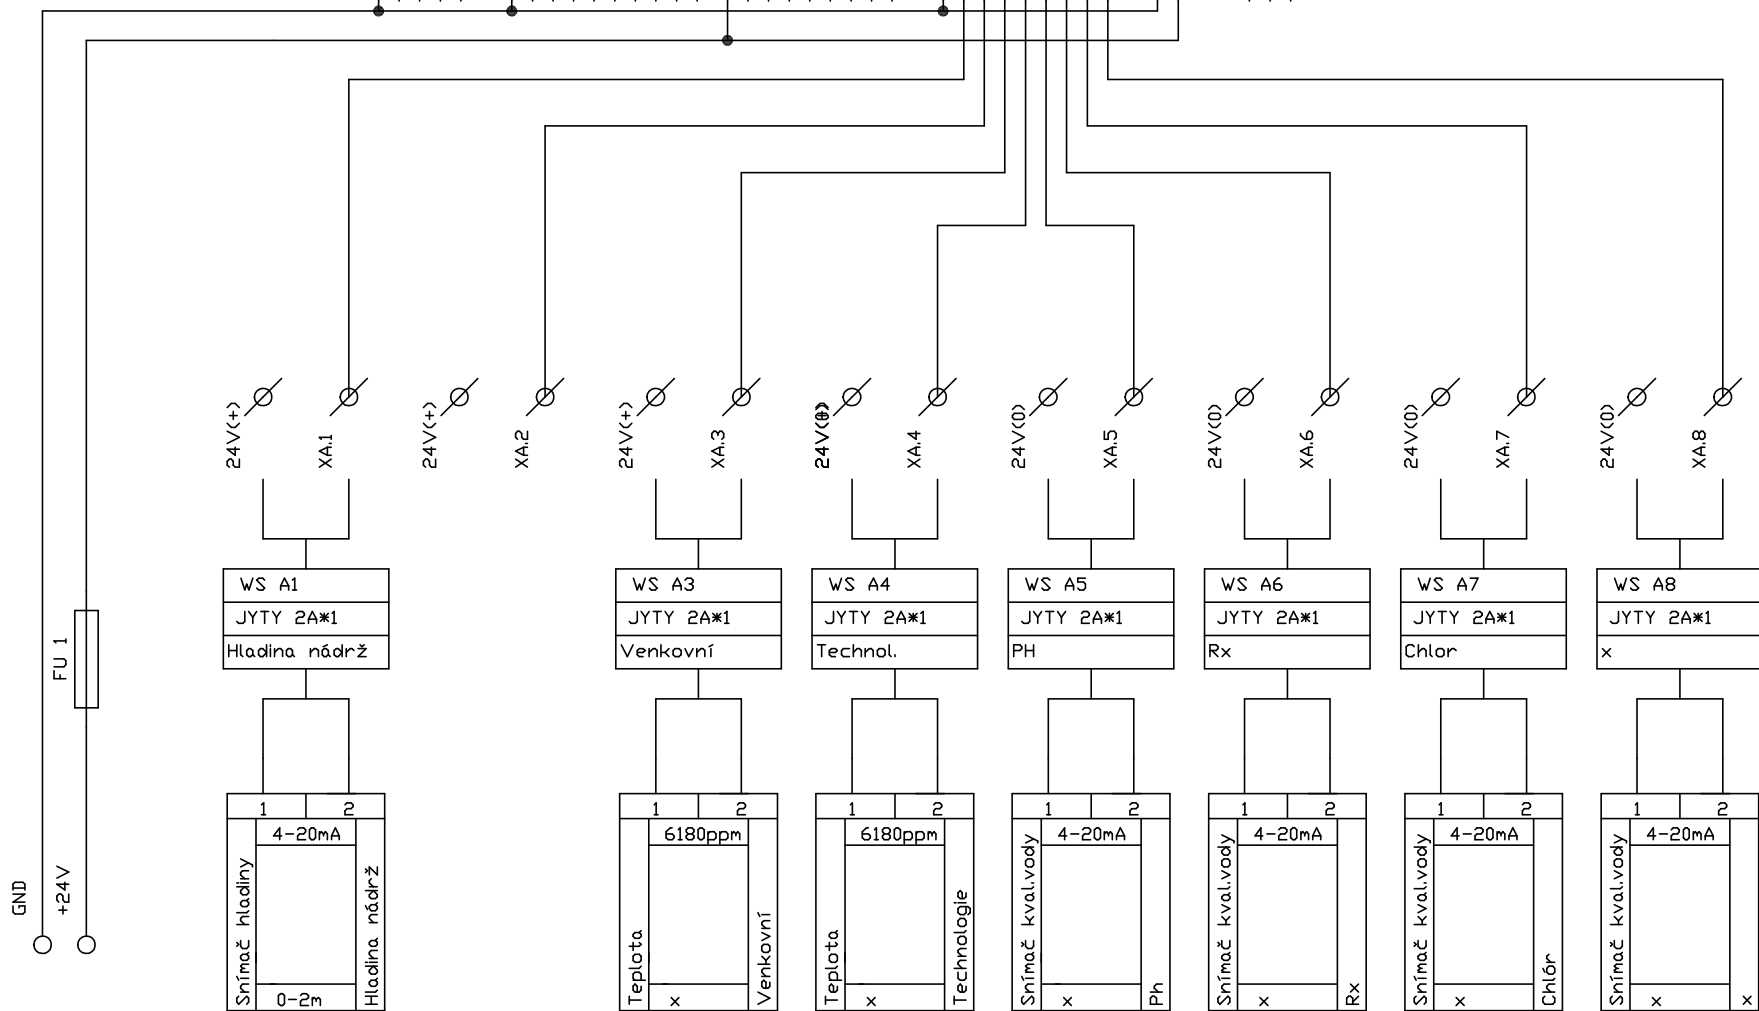 24V(+) XA.1 24V(+) XA.2 24V(+) XA.3 XA.4 24V(0) XA.5 24V(0) XA.6 24V(0) XA.7 24V(0) XA.8
WS A1 WS A3 WS A4 WS A5 WS A6 WS A7 WS A8
JYTY 2A*1 JYTY 2A*1 JYTY 2A*1 JYTY 2A*1 JYTY 2A*1 JYTY 2A*1 JYTY 2A*1
Hladina nádrž Venkovní Technol. PH Rx Chlor x
FU 1
GND
+24V
1 2 1 2 1 2 1 2 1 2 1 2 1 2
4-20mA 6180ppm 6180ppm 4-20mA 4-20mA 4-20mA 4-20mA
Snímač hladiny
Hladina nádrž
Teplota
Venkovní
Teplota
Technologie
Snímač kval.vody
Ph
Snímač kval.vody
Rx
Snímač kval.vody
Chlór
Snímač kval.vody
x
0-2m x x x x x x